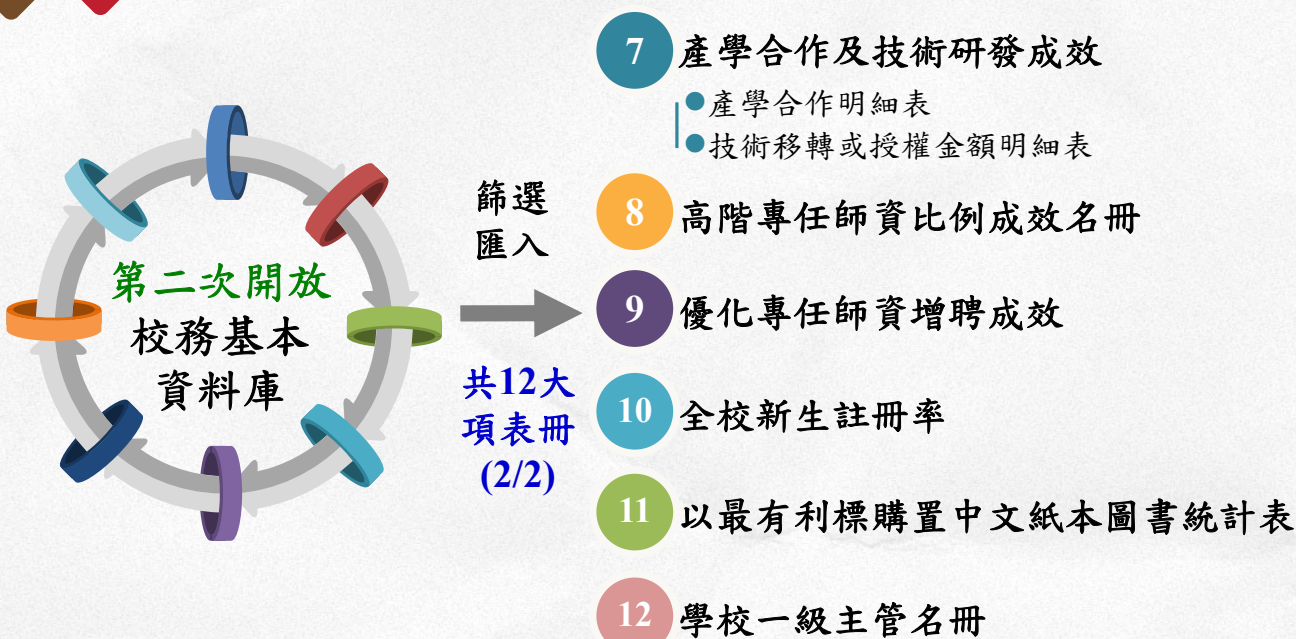 第二次開放
校務基本
資料庫
篩選
匯入
共12大
項表冊
(2/2)
7 產學合作及技術研發成效
●產學合作明細表
●技術移轉或授權金額明細表
8 高階專任師資比例成效名冊
9 優化專任師資增聘成效
10 全校新生註冊率
11 以最有利標購置中文紙本圖書統計表
12 學校一級主管名冊